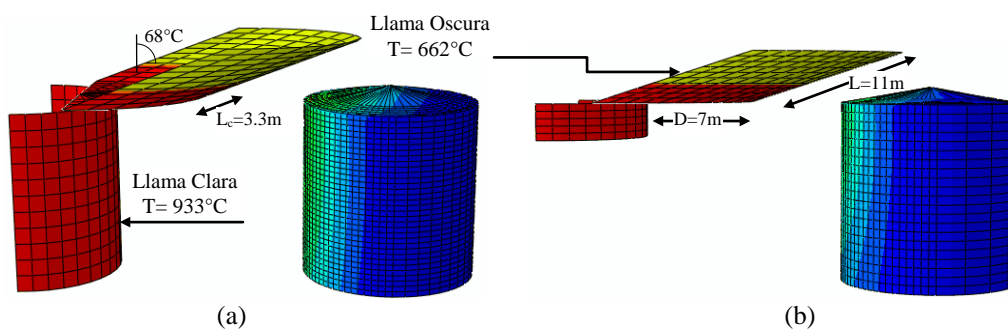 68°C
Llama Oscura
T= 662°C
L=11m
Lc=3.3m
D=7m
Llama Clara
T= 933°C
(a)
(b)